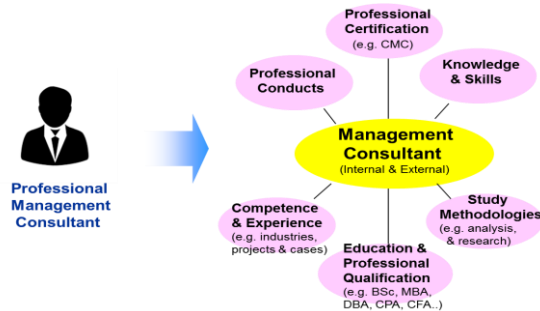 Professional
Certification
(e.g. CMC)
Professional
Conducts
Knowledge
& Skills
Management
Consultant
(Internal & External)
Professional
Management
Consultant
Competence
& Experience
(e.g. industries,
projects & cases)
Study
Methodologies
(e.g. analysis,
& research)
Education &
Professional
Qualification
(e.g. BSc, MBA,
DBA, CPA, CFA..)